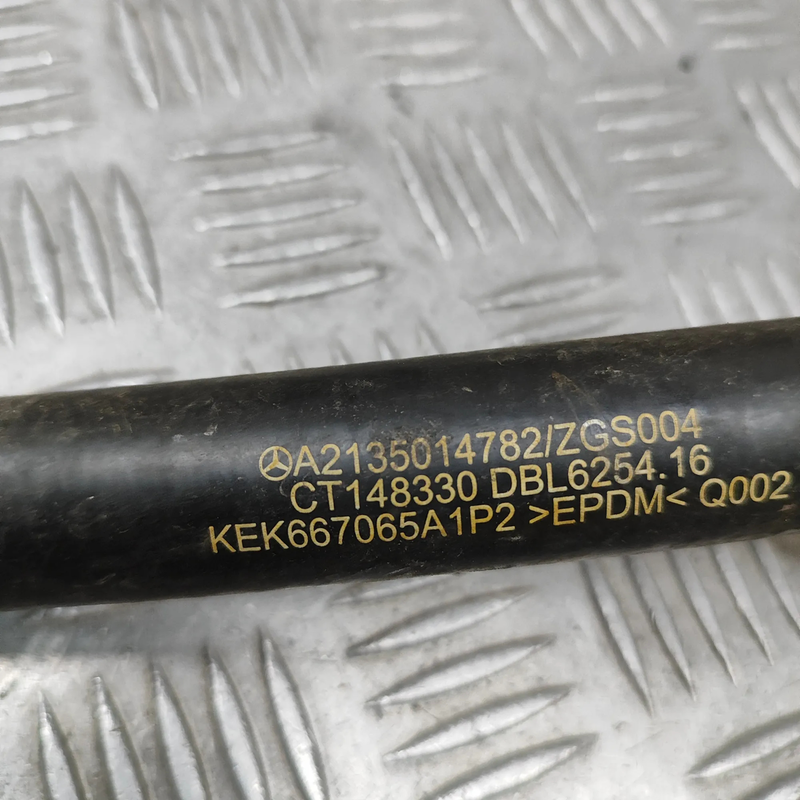 A2135014782/ZGS004
CT148330 DBL6254.16
KEK667065A1P2 >EPDM< Q002